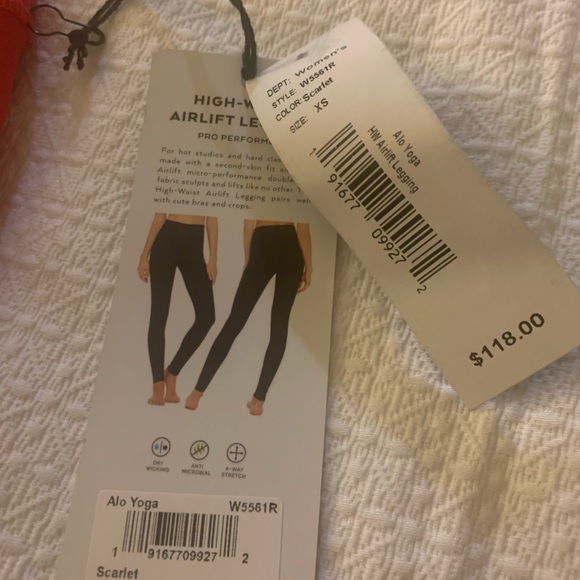 HIGH-W
AIRLIFT LE
PRO PERFORM
For hot studios and hard cla
made with a second-skin fit an
Airlift micro-performance double
fabric sculpts and lifts like no other.
High-Waist Airlift Legging pairs wel
with cute bras and crops.
DRY
WICKING
ANTI
MICROBIAL
4-WAY
STRETCH
Alo Yoga W5561R
1 9167709927 2
Scarlet
DEPT: Women's
STYLE: W5561R
COLOR: Scarlet
SIZE: XS
Alo Yoga
HW Airlift Legging
1 91677 09927 2
$118.00